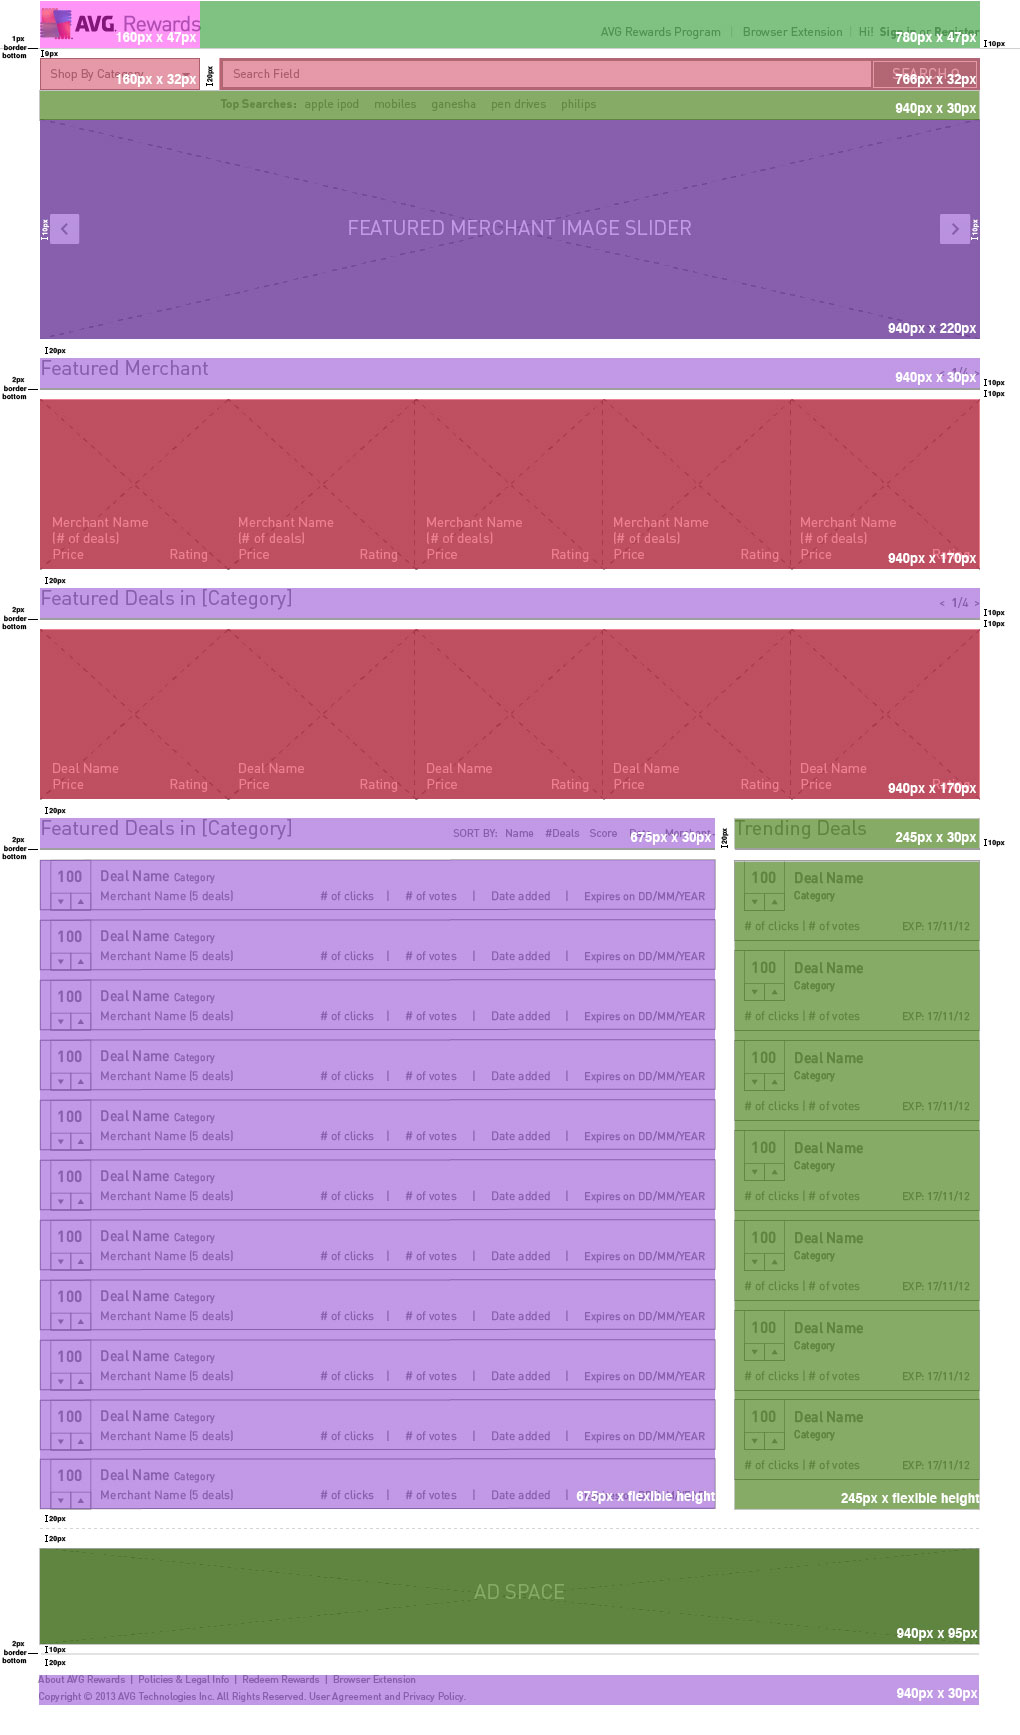 AVG Rewards
160px x 47px
AVG Rewards Program | Browser Extension | Hi! Sign In or Register
780px x 47px
1px
border
bottom
10px
9px
Shop By Category
160px x 32px
20px
Search Field
SEARCH
766px x 32px
Top Searches: apple ipod mobiles ganesha pen drives philips
940px x 30px
10px
<
FEATURED MERCHANT IMAGE SLIDER
>
10px
940px x 220px
20px
Featured Merchant
< 1/4 >
940px x 30px
2px
border
bottom
10px
10px
Merchant Name Merchant Name Merchant Name Merchant Name Merchant Name
(# of deals) (# of deals) (# of deals) (# of deals) (# of deals)
Price Rating Price Rating Price Rating Price Rating Price Rating
940px x 170px
20px
Featured Deals in [Category]
< 1/4 >
2px
border
bottom
10px
10px
Deal Name Deal Name Deal Name Deal Name Deal Name
Price Rating Price Rating Price Rating Price Rating Price Rating
940px x 170px
20px
Featured Deals in [Category]
SORT BY: Name #Deals Score Merchant
675px x 30px
20px
Trending Deals
245px x 30px
2px
border
bottom
10px
100 Deal Name Category
Merchant Name (5 deals) # of clicks | # of votes | Date added | Expires on DD/MM/YEAR
100 Deal Name Category
Merchant Name (5 deals) # of clicks | # of votes | Date added | Expires on DD/MM/YEAR
100 Deal Name Category
Merchant Name (5 deals) # of clicks | # of votes | Date added | Expires on DD/MM/YEAR
100 Deal Name Category
Merchant Name (5 deals) # of clicks | # of votes | Date added | Expires on DD/MM/YEAR
100 Deal Name Category
Merchant Name (5 deals) # of clicks | # of votes | Date added | Expires on DD/MM/YEAR
100 Deal Name Category
Merchant Name (5 deals) # of clicks | # of votes | Date added | Expires on DD/MM/YEAR
100 Deal Name Category
Merchant Name (5 deals) # of clicks | # of votes | Date added | Expires on DD/MM/YEAR
100 Deal Name Category
Merchant Name (5 deals) # of clicks | # of votes | Date added | Expires on DD/MM/YEAR
100 Deal Name Category
Merchant Name (5 deals) # of clicks | # of votes | Date added | Expires on DD/MM/YEAR
100 Deal Name Category
Merchant Name (5 deals) # of clicks | # of votes | Date added | Expires on DD/MM/YEAR
100 Deal Name Category
Merchant Name (5 deals) # of clicks | # of votes | Date added |
675px x flexible height
100 Deal Name
Category
# of clicks | # of votes EXP: 17/11/12
100 Deal Name
Category
# of clicks | # of votes EXP: 17/11/12
100 Deal Name
Category
# of clicks | # of votes EXP: 17/11/12
100 Deal Name
Category
# of clicks | # of votes EXP: 17/11/12
100 Deal Name
Category
# of clicks | # of votes EXP: 17/11/12
100 Deal Name
Category
# of clicks | # of votes EXP: 17/11/12
100 Deal Name
Category
# of clicks | # of votes EXP: 17/11/12
245px x flexible height
20px
20px
AD SPACE
940px x 95px
2px
border
bottom
10px
20px
About AVG Rewards | Policies & Legal Info | Redeem Rewards | Browser Extension
Copyright © 2013 AVG Technologies Inc. All Rights Reserved. User Agreement and Privacy Policy.
940px x 30px